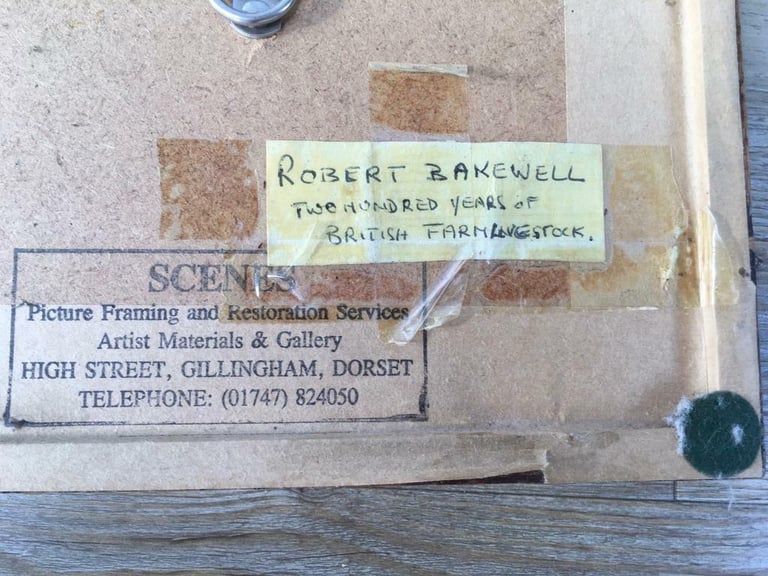 ROBERT BAKEWELL
TWO HUNDRED YEARS OF
BRITISH FARM LIVESTOCK.
SCENES
Picture Framing and Restoration Services
Artist Materials & Gallery
HIGH STREET, GILLINGHAM, DORSET
TELEPHONE: (01747) 824050